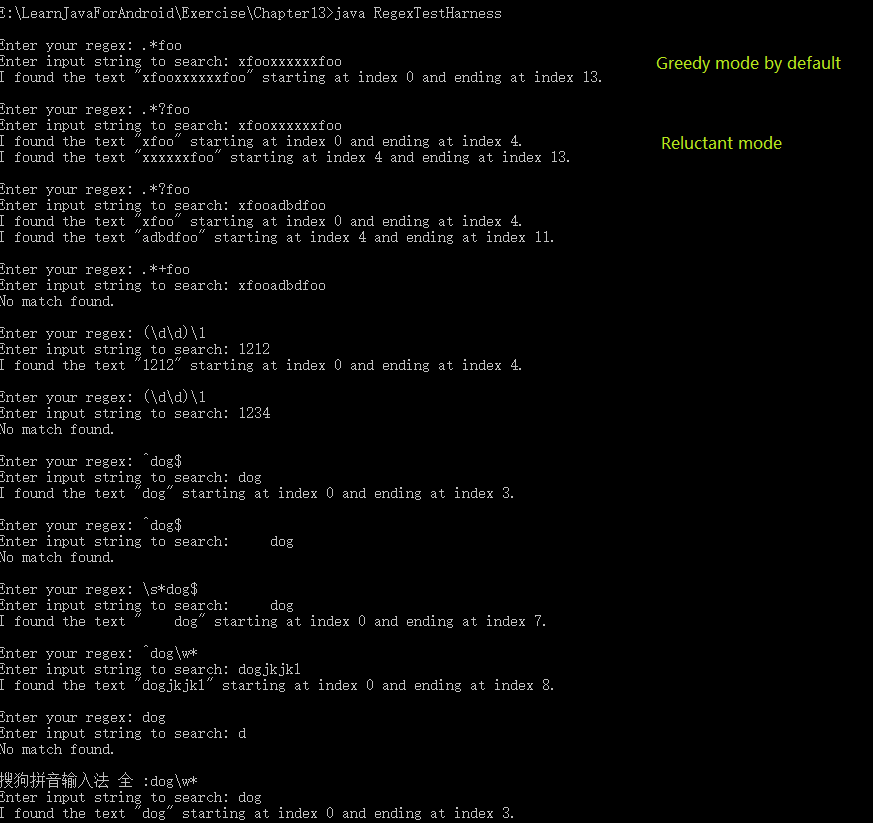 E:\LearnJavaForAndroid\Exercise\Chapter13>java RegexTestHarness
Enter your regex: .*foo
Enter input string to search: xfooxxxxxxfoo
Greedy mode by default
I found the text "xfooxxxxxxfoo" starting at index 0 and ending at index 13.
Enter your regex: .*?foo
Enter input string to search: xfooxxxxxxfoo
I found the text "xfoo" starting at index 0 and ending at index 4.
Reluctant mode
I found the text "xxxxxxfoo" starting at index 4 and ending at index 13.
Enter your regex: .*?foo
Enter input string to search: xfooadbdfoo
I found the text "xfoo" starting at index 0 and ending at index 4.
I found the text "adbdfoo" starting at index 4 and ending at index 11.
Enter your regex: .*+foo
Enter input string to search: xfooadbdfoo
No match found.
Enter your regex: (\d\d)\1
Enter input string to search: 1212
I found the text "1212" starting at index 0 and ending at index 4.
Enter your regex: (\d\d)\1
Enter input string to search: 1234
No match found.
Enter your regex: ^dog$
Enter input string to search: dog
I found the text "dog" starting at index 0 and ending at index 3.
Enter your regex: ^dog$
Enter input string to search:     dog
No match found.
Enter your regex: \s*dog$
Enter input string to search:     dog
I found the text "    dog" starting at index 0 and ending at index 7.
Enter your regex: ^dog\w*
Enter input string to search: dogjkjkl
I found the text "dogjkjkl" starting at index 0 and ending at index 8.
Enter your regex: dog
Enter input string to search: d
No match found.
搜狗拼音输入法 全 :dog\w*
Enter input string to search: dog
I found the text "dog" starting at index 0 and ending at index 3.